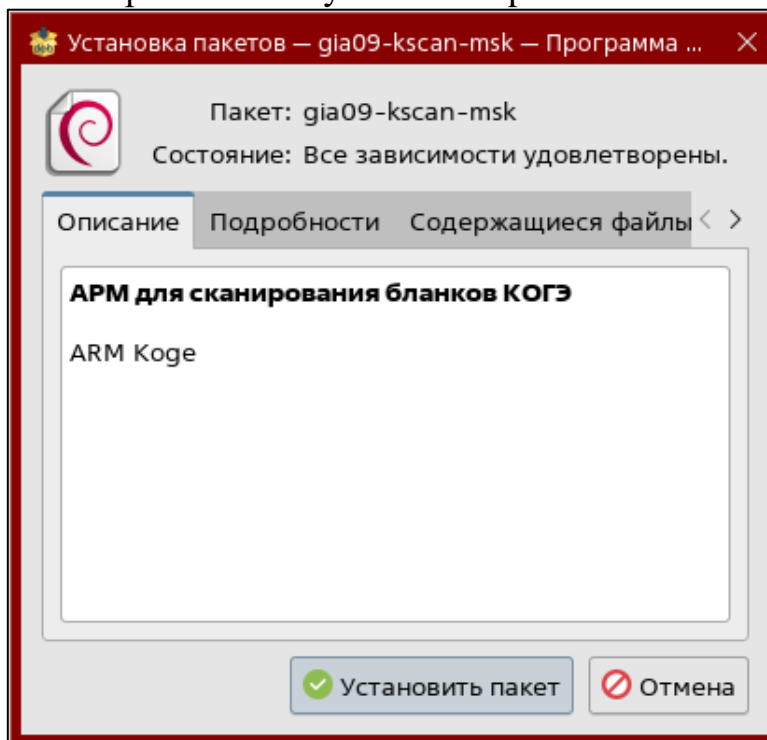 Установка пакетов — gia09-kscan-msk — Программа ...
Пакет: gia09-kscan-msk
Состояние: Все зависимости удовлетворены.
Описание Подробности Содержащиеся файлы
АРМ для сканирования бланков КОГЭ
ARM Koge
Установить пакет Отмена